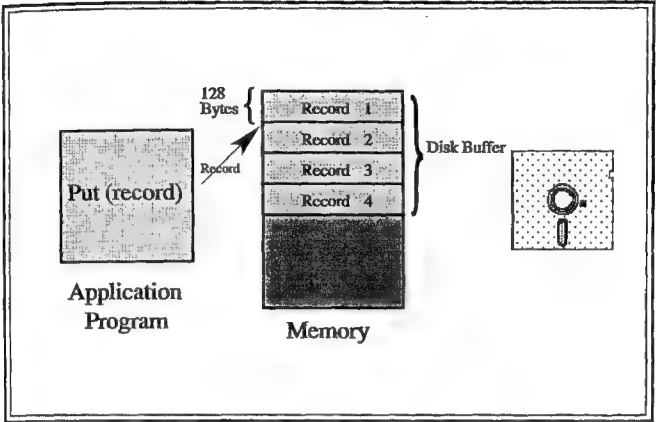 128
Bytes
Record 1
Record 2
Record 3
Record 4
Disk Buffer
Record
Put (record)
Application
Program
Memory